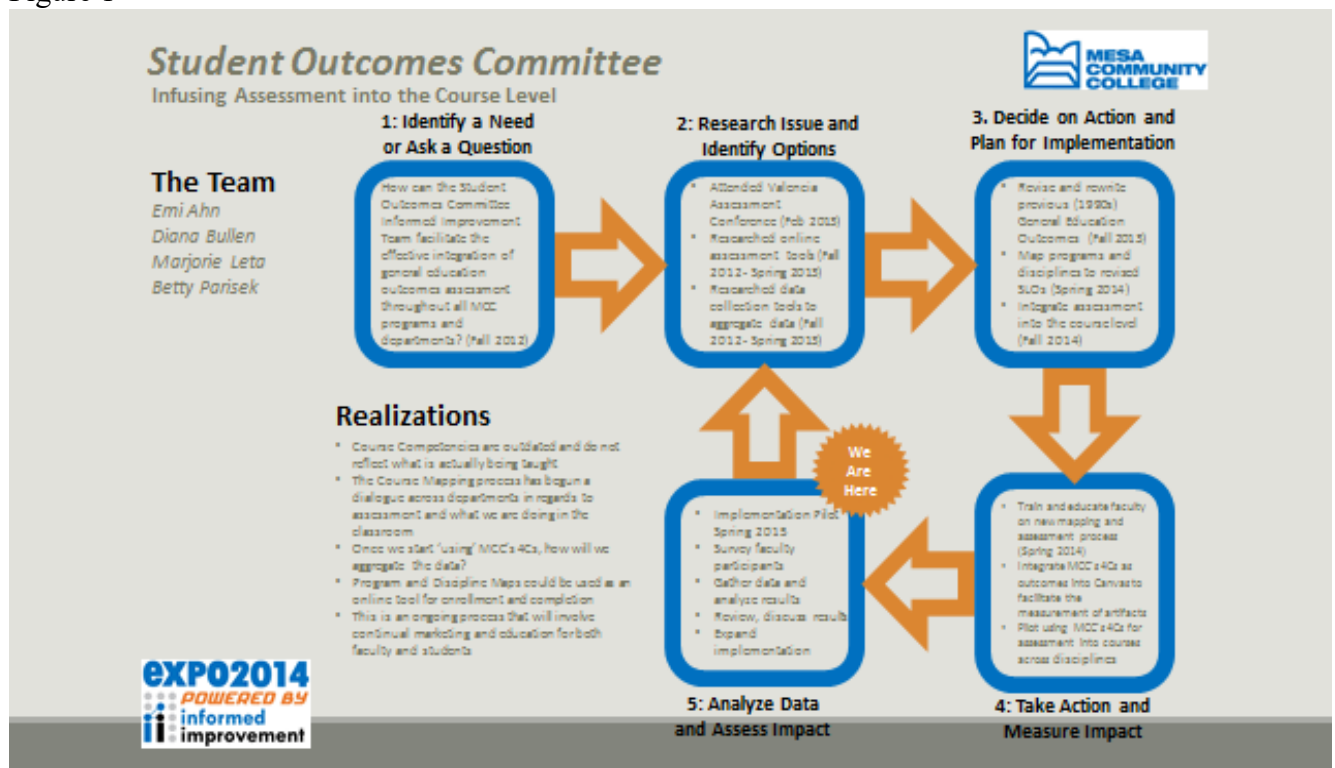 Figure 1
Student Outcomes Committee
Infusing Assessment into the Course Level
MESA
COMMUNITY
COLLEGE
The Team
Emi Ahn
Diana Bullen
Marjorie Leta
Betty Parisek
1: Identify a Need
or Ask a Question
How can the Student
Outcomes Committee
Informed Improvement
Team facilitate the
effective integration of
general education
outcomes assessment
throughout all MCC
programs and
departments? (Fall 2012)
2: Research Issue and
Identify Options
• Attended Valencia
Assessment
Conference (Feb 2013)
• Researched online
assessment tools (Fall
2012- Spring 2013)
• Researched data
collection tools to
aggregate data (Fall
2012- Spring 2013)
3. Decide on Action and
Plan for Implementation
• Revise and rewrite
previous (1990s)
General Education
Outcomes (Fall 2013)
• Map programs and
disciplines to revised
SLOs (Spring 2014)
• Integrate assessment
into the course level
(Fall 2014)
Realizations
• Course Competencies are outdated and do not
reflect what is actually being taught
• The Course Mapping process has begun a
dialogue across departments in regards to
assessment and what we are doing in the
classroom
• Once we start 'using' MCC's 4Cs, how will we
aggregate the data?
• Program and Discipline Maps could be used as an
online tool for enrollment and completion
• This is an ongoing process that will involve
continual marketing and education for both
faculty and students
We
Are
Here
• Implementation Pilot
Spring 2015
• Survey faculty
participants
• Gather data and
analyze results
• Review, discuss results
• Expand
implementation
5: Analyze Data
and Assess Impact
• Train and educate faculty
on new mapping and
assessment process
(Spring 2014)
• Integrate MCC's 4Cs as
outcomes into Canvas to
facilitate the
measurement of artifacts
• Pilot using MCC's 4Cs for
assessment into courses
across disciplines
4: Take Action and
Measure Impact
eXPO2014
POWERED BY
informed
improvement